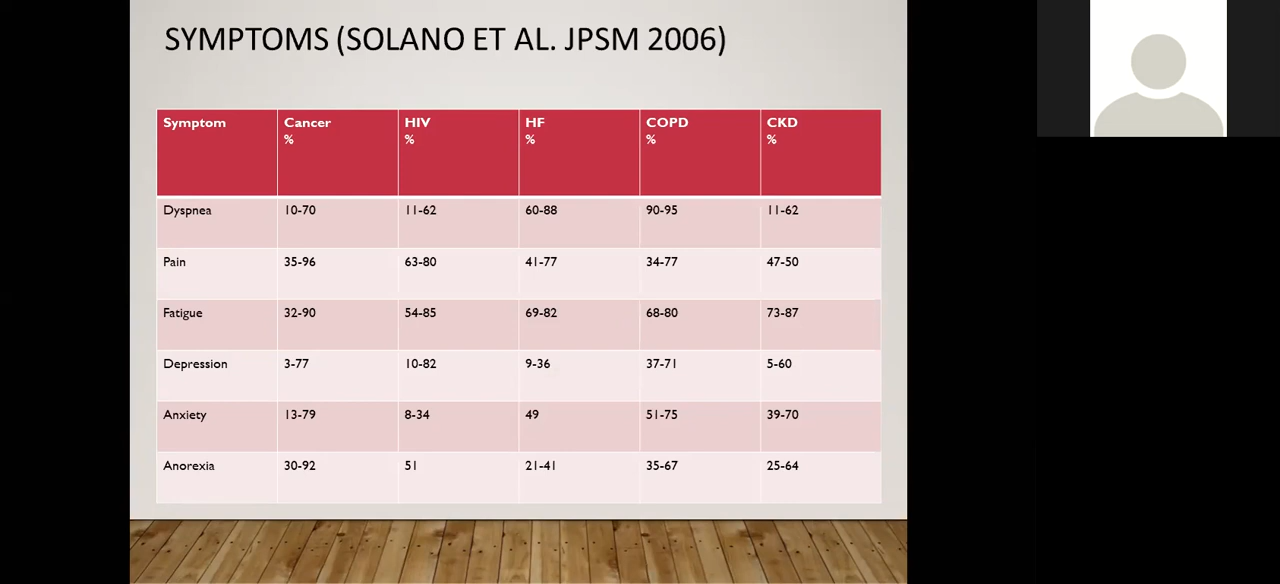 SYMPTOMS (SOLANO ET AL. JPSM 2006)
Symptom Cancer % HIV % HF % COPD % CKD %
Dyspnea 10-70 11-62 60-88 90-95 11-62
Pain 35-96 63-80 41-77 34-77 47-50
Fatigue 32-90 54-85 69-82 68-80 73-87
Depression 3-77 10-82 9-36 37-71 5-60
Anxiety 13-79 8-34 49 51-75 39-70
Anorexia 30-92 51 21-41 35-67 25-64